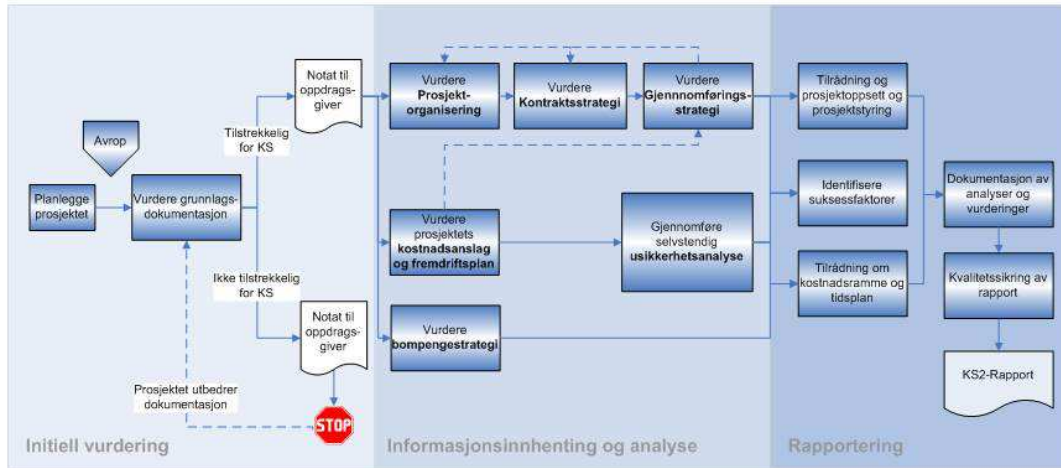 Avrop
Planlegge
prosjektet
Vurdere grunnlags-
dokumentasjon
Tilstrekkelig
for KS
Ikke tilstrekkelig
for KS
Notat til
oppdrags-
giver
Notat til
oppdrags-
giver
Prosjektet utbedrer
dokumentasjon
STOP
Initiell vurdering
Vurdere
Prosjekt-
organisering
Vurdere
Kontraktsstrategi
Vurdere
Gjennnomførings-
strategi
Vurdere
prosjektets
kostnadsanslag
og fremdriftsplan
Gjennomføre
selvstendig
usikkerhetsanalyse
Vurdere
bompengestrategi
Informasjonsinnhenting og analyse
Tilrådning og
prosjektoppsett og
prosjektstyring
Identifisere
suksessfaktorer
Tilrådning om
kostnadsramme og
tidsplan
Dokumentasjon av
analyser og
vurderinger
Kvalitetssikring av
rapport
KS2-Rapport
Rapportering